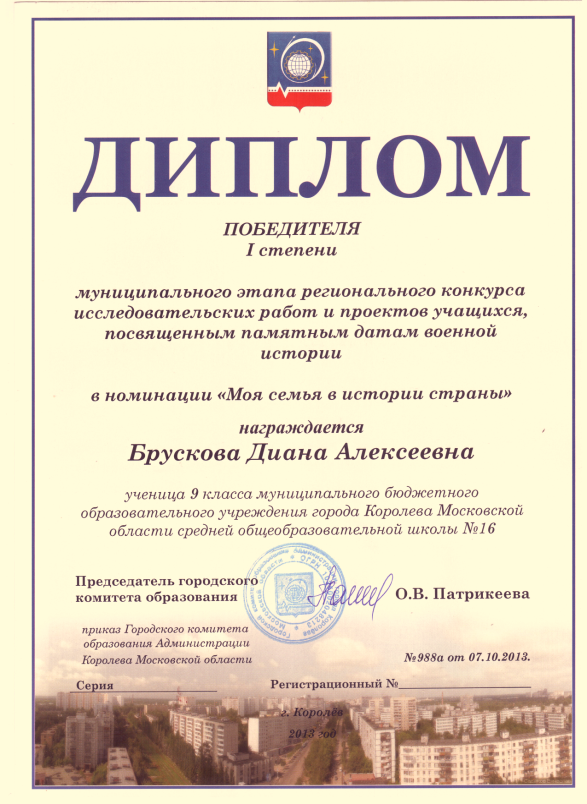 ДИПЛОМ
ПОБЕДИТЕЛЯ
I степени
муниципального этапа регионального конкурса
исследовательских работ и проектов учащихся,
посвященным памятным датам военной
истории
в номинации «Моя семья в истории страны»
награждается
Брускова Диана Алексеевна
ученица 9 класса муниципального бюджетного
образовательного учреждения города Королева Московской
области средней общеобразовательной школы №16
Председатель городского
комитета образования О.В. Патрикеева
приказ Городского комитета
образования Администрации
Королева Московской области №988а от 07.10.2013.
Серия Регистрационный №
г. Королёв
2013 год